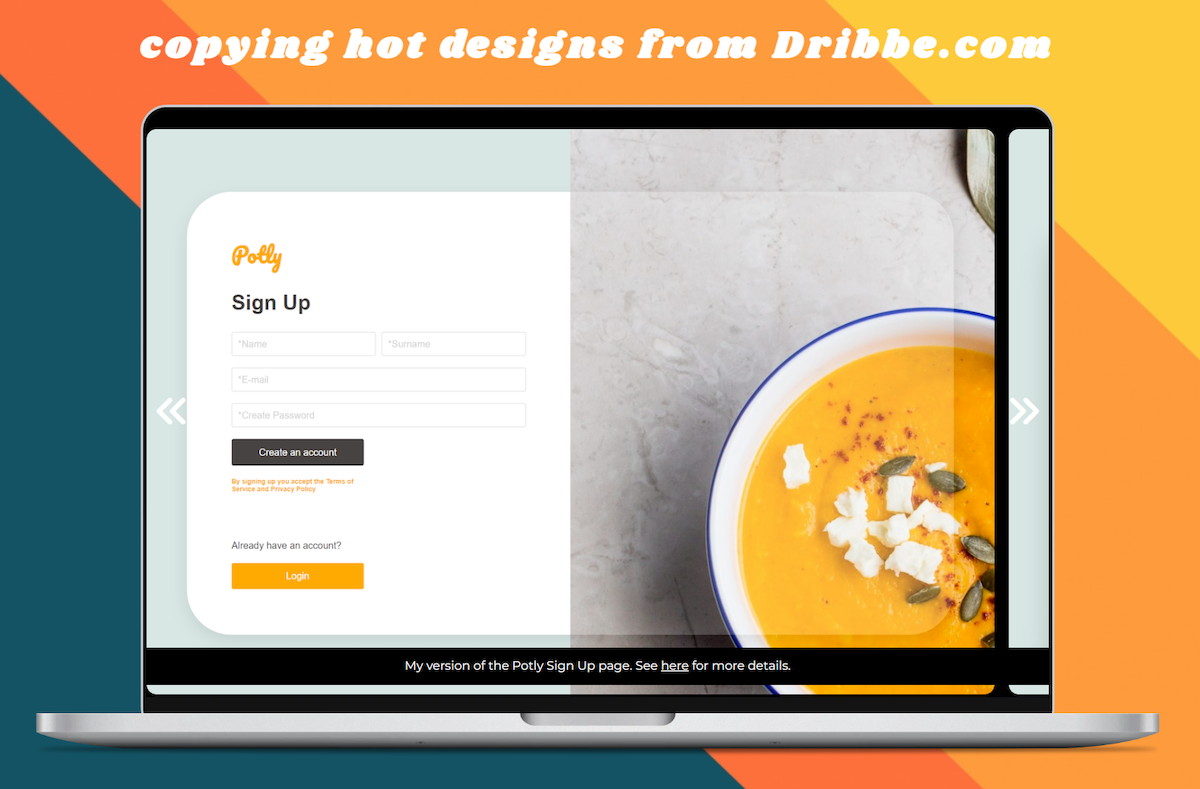 copying hot designs from Dribbe.com
Potly
Sign Up
*Name *Surname
*E-mail
*Create Password
Create an account
By signing up you accept the Terms of
Service and Privacy Policy
Already have an account?
Login
My version of the Potly Sign Up page. See here for more details.